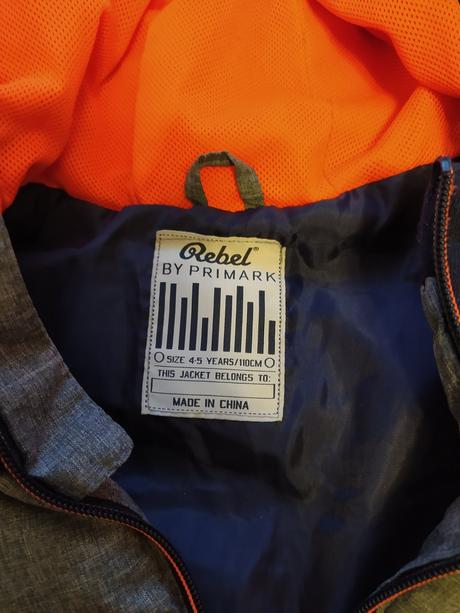 Rebel®
BY PRIMARK
SIZE 4-5 YEARS/110CM
THIS JACKET BELONGS TO:
MADE IN CHINA